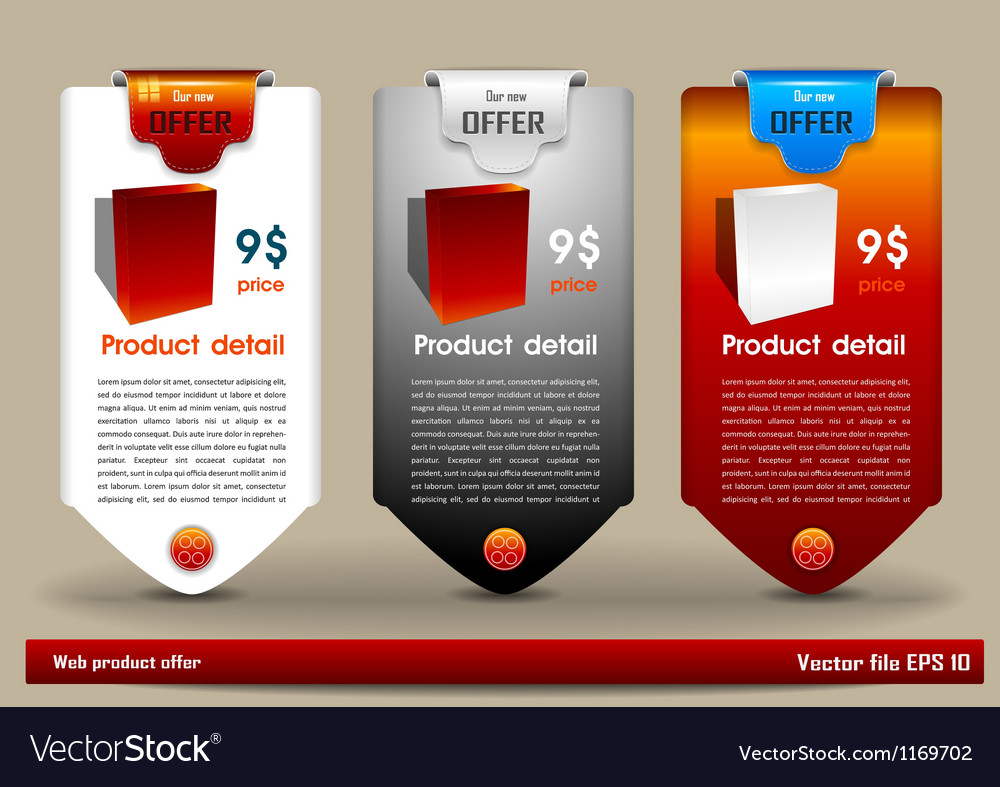 Our new
OFFER
9$
price
Product detail
Lorem ipsum dolor sit amet, consectetur adipisicing elit,
sed do eiusmod tempor incididunt ut labore et dolore
magna aliqua. Ut enim ad minim veniam, quis nostrud
exercitation ullamco laboris nisi ut aliquip ex ea
commodo consequat. Duis aute irure dolor in reprehen-
derit in voluptate velit esse cillum dolore eu fugiat nulla
pariatur. Excepteur sint occaecat cupidatat non
proident, sunt in culpa qui officia deserunt mollit anim id
est laborum. Lorem ipsum dolor sit amet, consectetur
adipisicing elit, sed do eiusmod tempor incididunt ut
Our new
OFFER
9$
price
Product detail
Lorem ipsum dolor sit amet, consectetur adipisicing elit,
sed do eiusmod tempor incididunt ut labore et dolore
magna aliqua. Ut enim ad minim veniam, quis nostrud
exercitation ullamco laboris nisi ut aliquip ex ea
commodo consequat. Duis aute irure dolor in reprehen-
derit in voluptate velit esse cillum dolore eu fugiat nulla
pariatur. Excepteur sint occaecat cupidatat non
proident, sunt in culpa qui officia deserunt mollit anim id
est laborum. Lorem ipsum dolor sit amet, consectetur
adipisicing elit, sed do eiusmod tempor incididunt ut
Our new
OFFER
9$
price
Product detail
Lorem ipsum dolor sit amet, consectetur adipisicing elit,
sed do eiusmod tempor incididunt ut labore et dolore
magna aliqua. Ut enim ad minim veniam, quis nostrud
exercitation ullamco laboris nisi ut aliquip ex ea
commodo consequat. Duis aute irure dolor in reprehen-
derit in voluptate velit esse cillum dolore eu fugiat nulla
pariatur. Excepteur sint occaecat cupidatat non
proident, sunt in culpa qui officia deserunt mollit anim id
est laborum. Lorem ipsum dolor sit amet, consectetur
adipisicing elit, sed do eiusmod tempor incididunt ut
Web product offer
Vector file EPS 10
VectorStock®
VectorStock.com/1169702